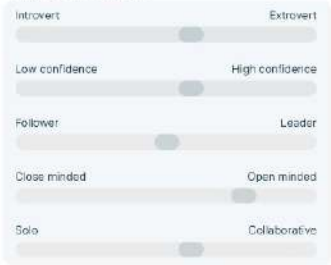 Introvert Extrovert
Low confidence High confidence
Follower Leader
Close minded Open minded
Solo Collaborative